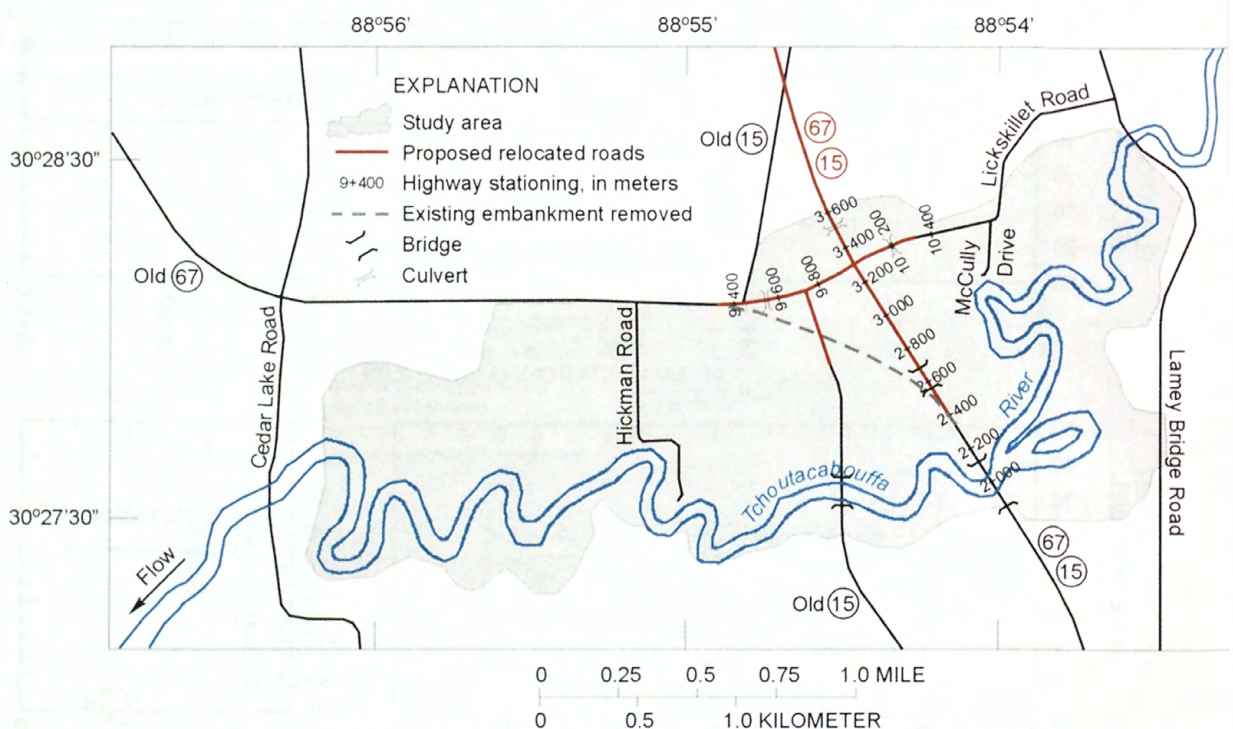 88°56'
88°55'
88°54'
30°28'30"
30°27'30"
EXPLANATION
Study area
Proposed relocated roads
9+400 Highway stationing, in meters
Existing embankment removed
Bridge
Culvert
Old 15
67
15
Lickskillet Road
Old 67
3+600
3+400
10+200
10+400
McCully
Drive
9+400
9+600
9+800
3+200
3+000
2+800
2+600
2+400
2+200
2+000
Cedar Lake Road
Hickman Road
Lamey Bridge Road
Tchoutacabouffa
River
Flow
Old 15
67
15
0 0.25 0.5 0.75 1.0 MILE
0 0.5 1.0 KILOMETER